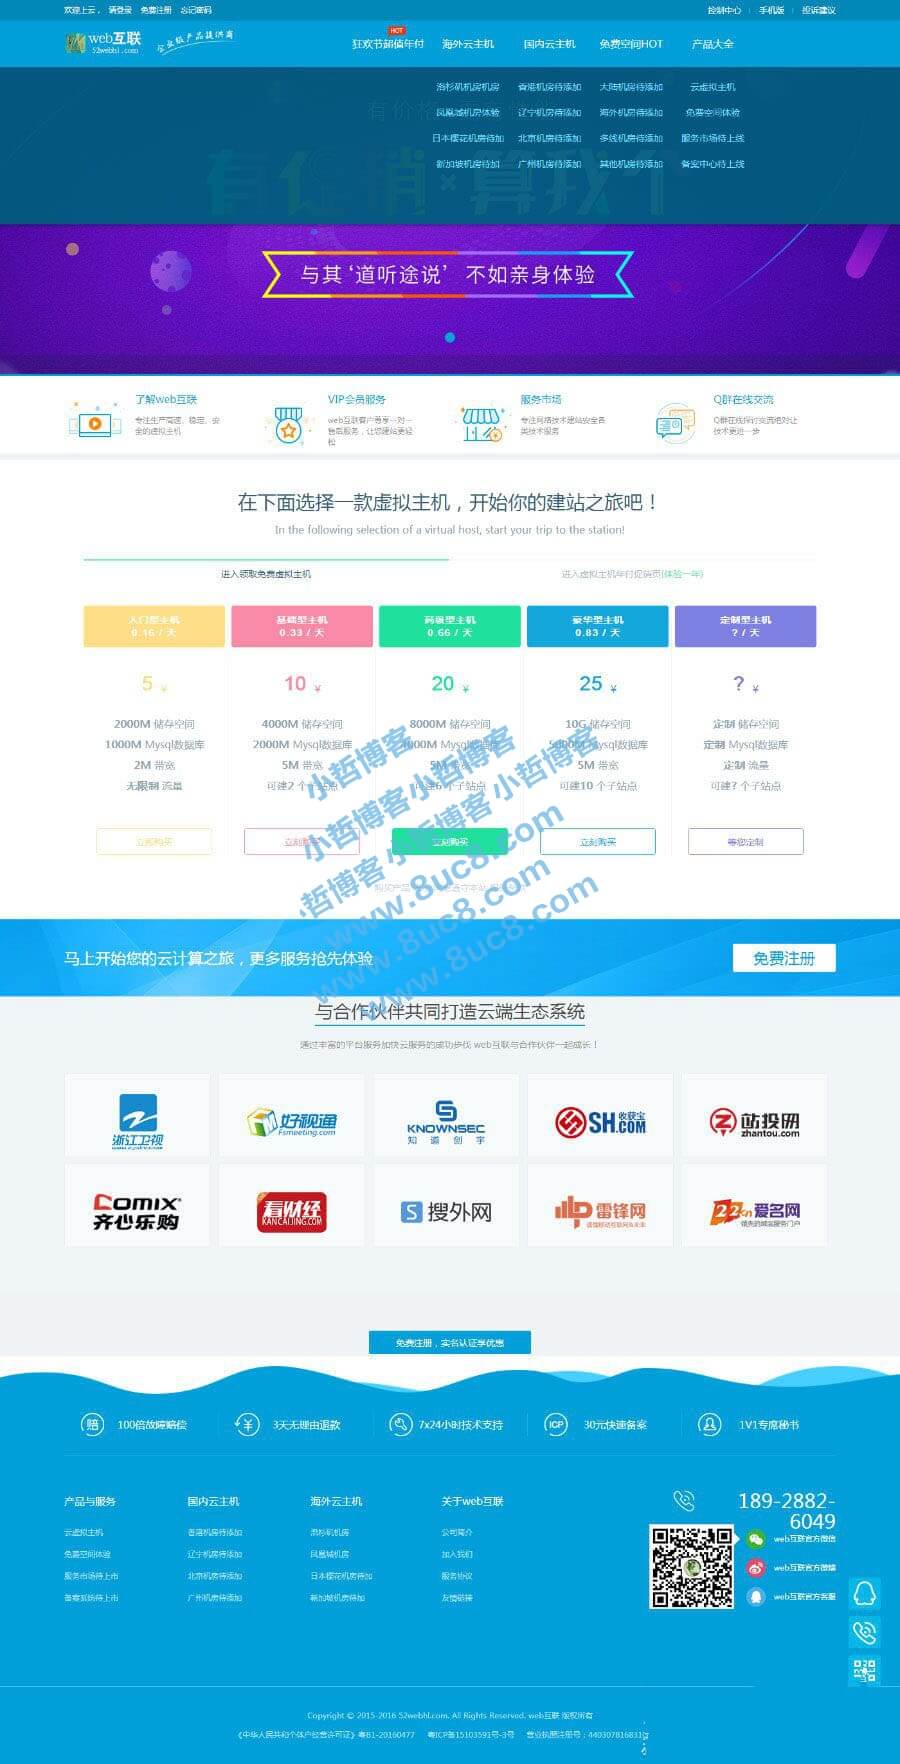 欢迎上云， 请登录 免费注册 忘记密码
控制中心 手机版 投诉建议
web互联
52webhl.com
企业级产品提供商
HOT
狂欢节超值年付 海外云主机 国内云主机 免费空间HOT 产品大全
洛杉矶机房机房 香港机房待添加 大陆机房待添加 云虚拟主机
凤凰城机房体验 辽宁机房待添加 海外机房待添加 免费空间体验
日本樱花机房待加 北京机房待添加 多线机房待添加 服务市场待上线
新加坡机房待加 广州机房待添加 其他机房待添加 备案中心待上线
与其‘道听途说’ 不如亲身体验
了解web互联
专注生产高速、稳定、安
全的虚拟主机
VIP会员服务
web互联客户尊享一对一
售后服务，让您建站更轻
松
服务市场
专注网络技术建站安全各
类技术服务
Q群在线交流
Q群在线探讨交流绝对让
技术更进一步
在下面选择一款虚拟主机，开始你的建站之旅吧！
In the following selection of a virtual host, start your trip to the station!
进入领取免费虚拟主机
进入虚拟主机年付促销页(体验一年)
入门型主机
0.16 / 天
5 ¥
2000M 储存空间
1000M Mysql数据库
2M 带宽
无限制 流量
立刻购买
基础型主机
0.33 / 天
10 ¥
4000M 储存空间
2000M Mysql数据库
5M 带宽
可建2 个子站点
立刻购买
高级型主机
0.66 / 天
20 ¥
8000M 储存空间
Mysql数据库
5M 带宽
可建6 个子站点
立刻购买
豪华型主机
0.83 / 天
25 ¥
10G 储存空间
5000M Mysql数据库
5M 带宽
可建10 个子站点
立刻购买
定制型主机
? / 天
? ¥
定制 储存空间
定制 Mysql数据库
定制 流量
可建? 个子站点
等您定制
小哲博客小哲博客小哲博客
小哲博客
www.8uc8.com
www.8uc8.com
www.8uc8.com
马上开始您的云计算之旅，更多服务抢先体验
免费注册
与合作伙伴共同打造云端生态系统
通过丰富的平台服务加快云服务的成功步伐 web互联与合作伙伴一起成长！
浙江卫视
好视通
Fsmeeting.com
KNOWNSEC
知道创宇
SH收获宝.COM
站投网
zhantou.com
COMIX
齐心乐购
看财经
KANCAIJING.COM
S 搜外网
雷锋网
22.cn 爱名网
领先的域名服务门户
免费注册，实名认证享优惠
赔 100倍故障赔偿 3天无理由退款 7x24小时技术支持 ICP 30元快速备案 1V1专席秘书
产品与服务
云虚拟主机
免费空间体验
服务市场待上市
备案系统待上市
国内云主机
香港机房待添加
辽宁机房待添加
北京机房待添加
广州机房待添加
海外云主机
洛杉矶机房
凤凰城机房
日本樱花机房待加
新加坡机房待加
关于web互联
公司简介
加入我们
服务协议
友情链接
189-2882-
6049
web互联官方微信
web互联官方微博
web互联官方客服
Copyright © 2015-2016 52webhl.com. All Rights Reserved. web互联 版权所有
《中华人民共和个体户经营许可证》粤B1-20160477 粤ICP备15103591号-3号 营业执照注册号：440307816831